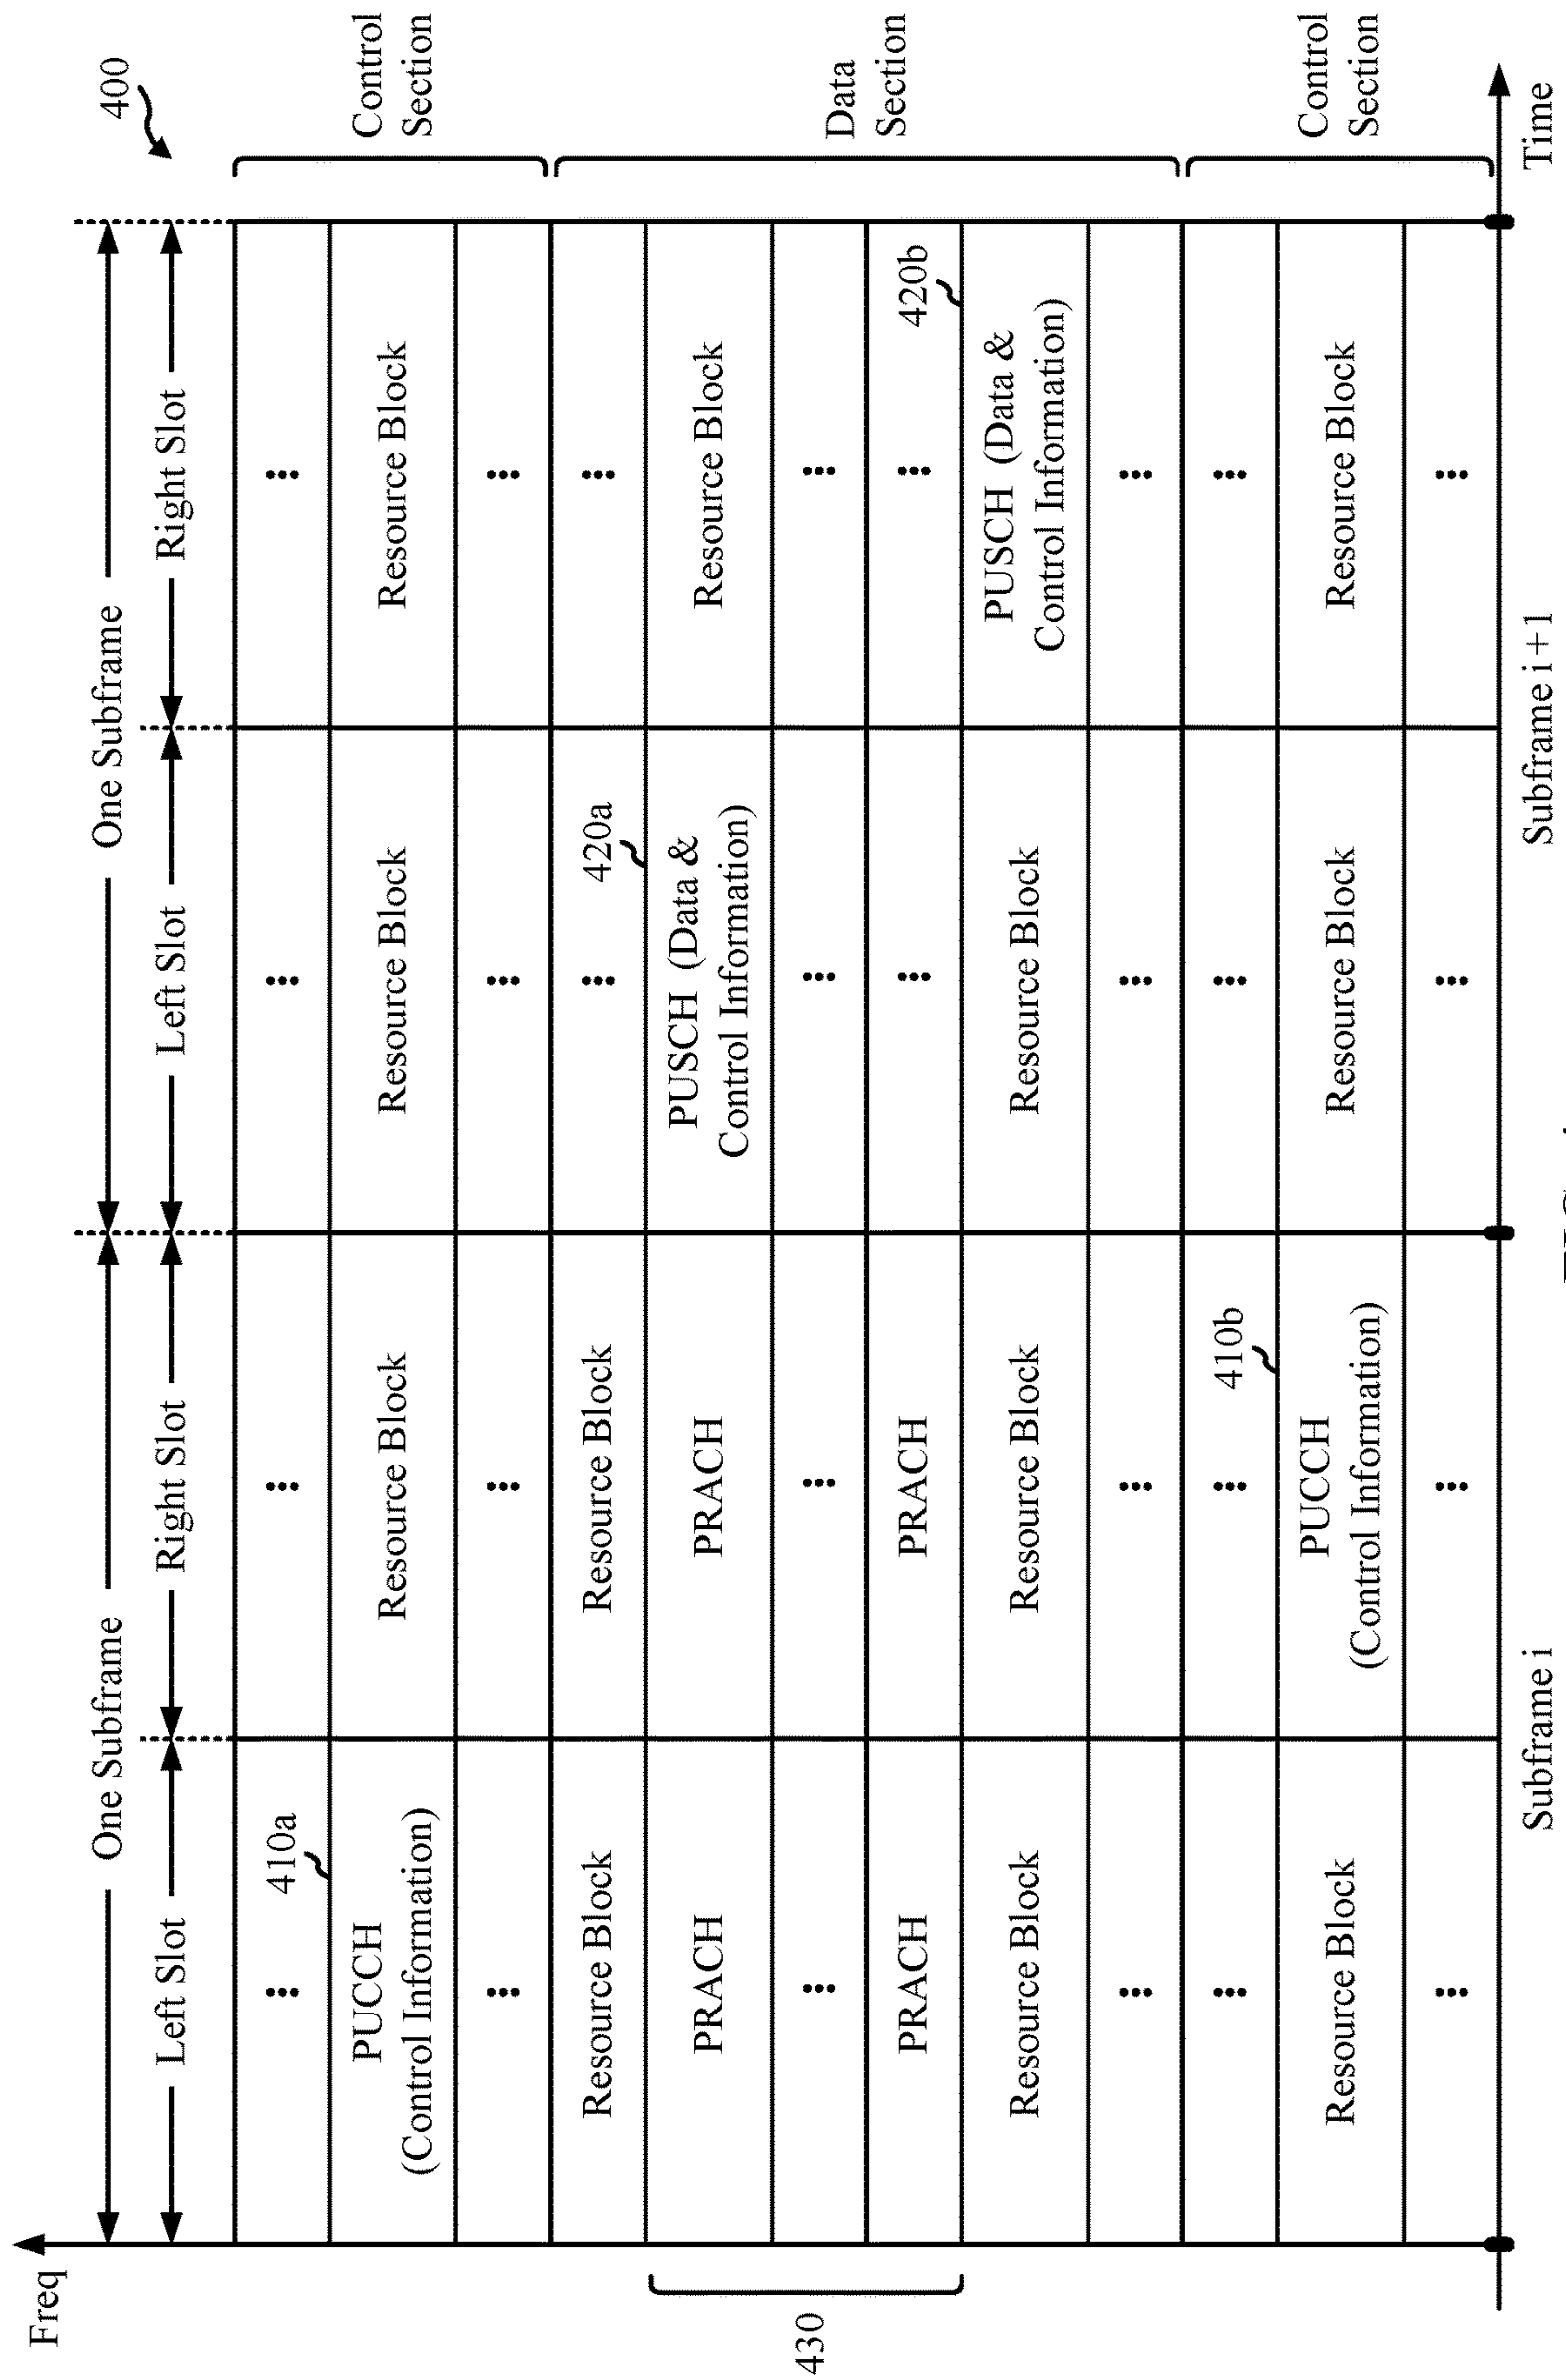 400
Freq
One Subframe
One Subframe
Left Slot
Right Slot
Left Slot
Right Slot
410a
PUCCH
(Control Information)
Resource Block
Resource Block
Resource Block
Control
Section
Resource Block
Resource Block
420a
PRACH
PRACH
PUSCH (Data &
Control Information)
Resource Block
430
Data
Section
PRACH
PRACH
420b
Resource Block
Resource Block
Resource Block
PUSCH (Data &
Control Information)
410b
Resource Block
PUCCH
(Control Information)
Resource Block
Resource Block
Control
Section
Subframe i
Subframe i+1
Time